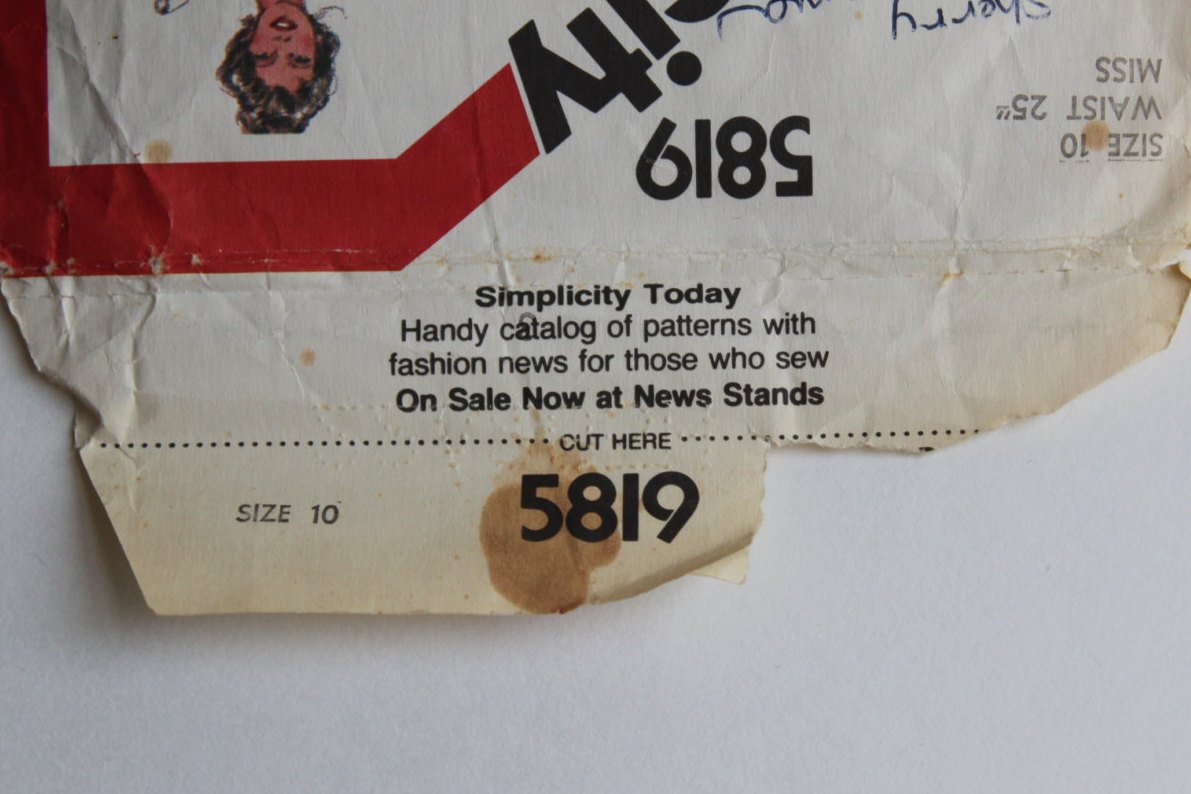 Sherry
ity
5819
MISS
WAIST 25"
SIZE 10
Simplicity Today
Handy catalog of patterns with
fashion news for those who sew
On Sale Now at News Stands
CUT HERE
SIZE 10
5819